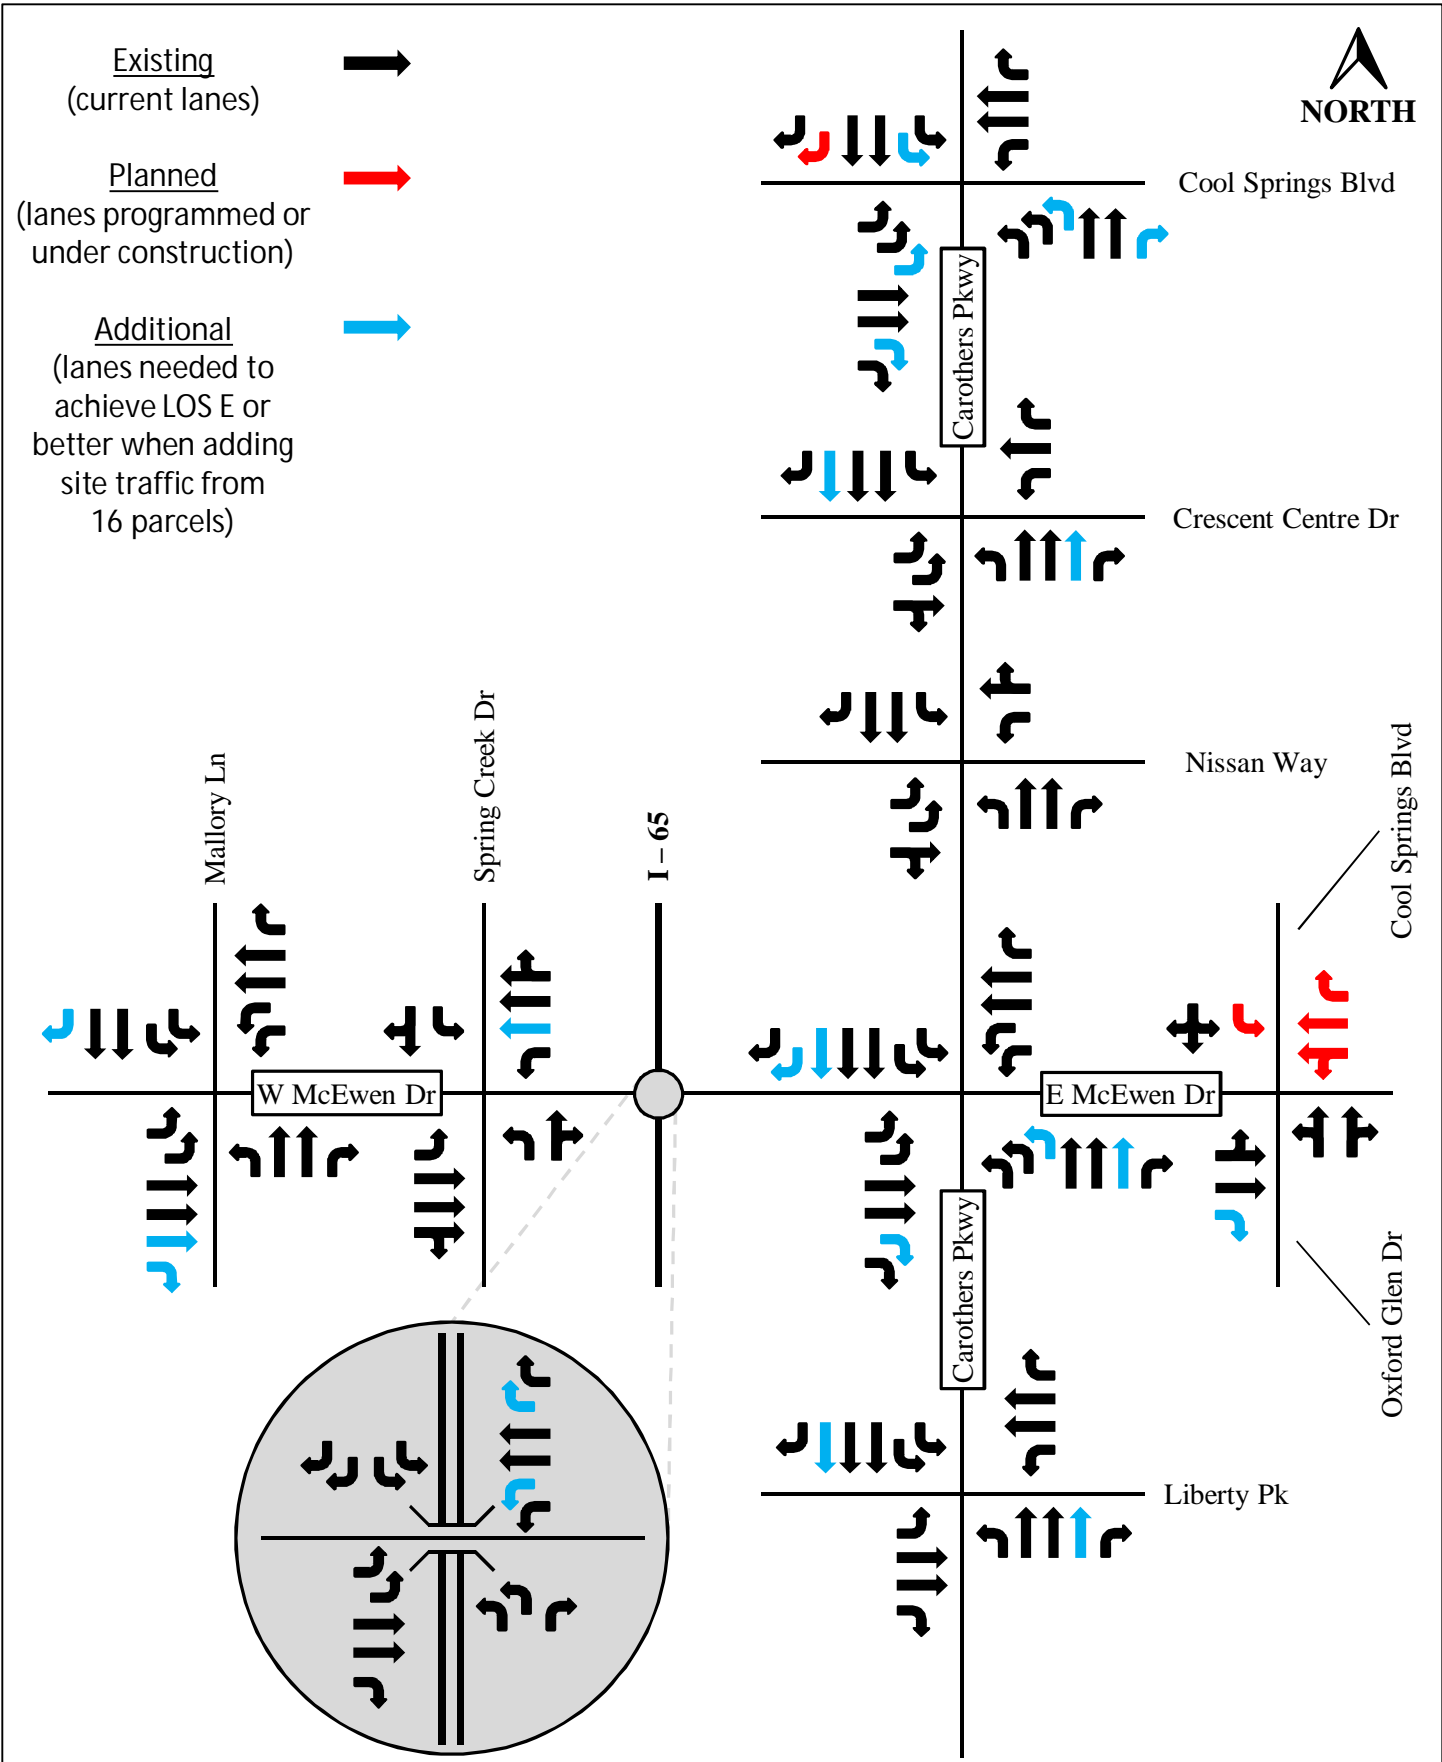 Existing
(current lanes)
Planned
(lanes programmed or
under construction)
Additional
(lanes needed to
achieve LOS E or
better when adding
site traffic from
16 parcels)
NORTH
Cool Springs Blvd
Carothers Pkwy
Crescent Centre Dr
Nissan Way
Cool Springs Blvd
Mallory Ln
Spring Creek Dr
I – 65
W McEwen Dr
E McEwen Dr
Carothers Pkwy
Oxford Glen Dr
Liberty Pk